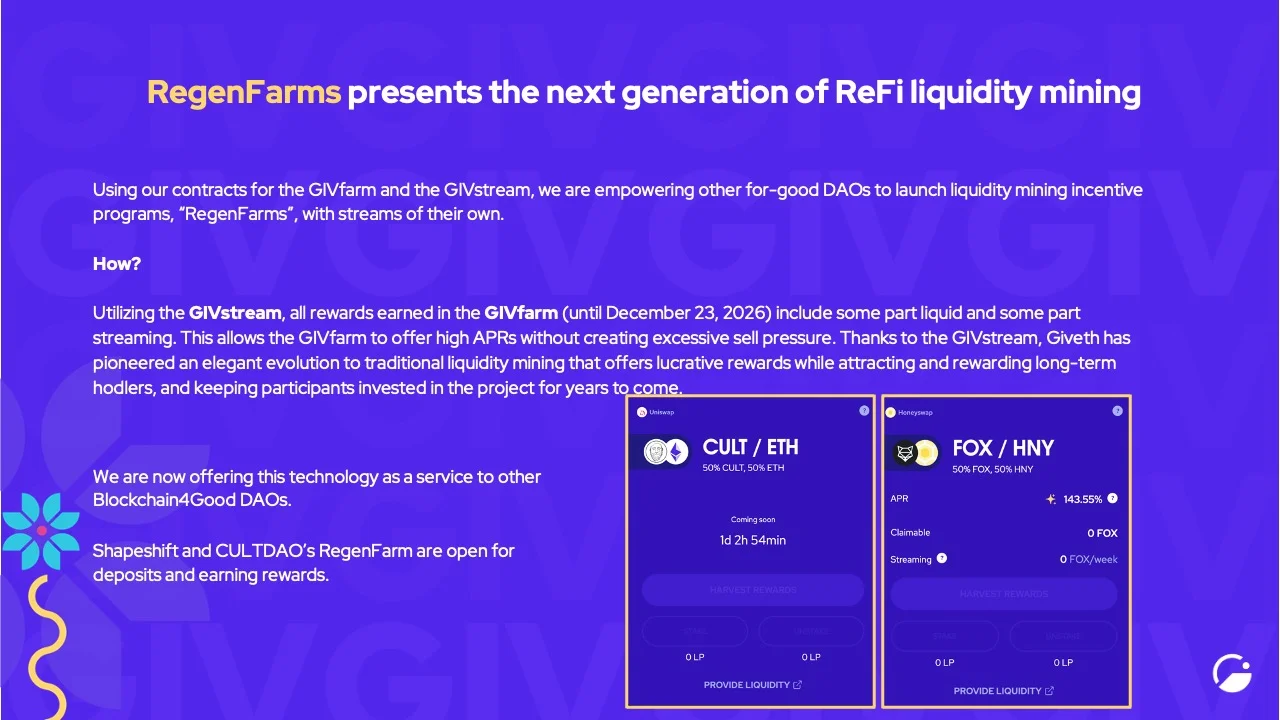 RegenFarms presents the next generation of ReFi liquidity mining
Using our contracts for the GIVfarm and the GIVstream, we are empowering other for-good DAOs to launch liquidity mining incentive
programs, “RegenFarms”, with streams of their own.
How?
Utilizing the GIVstream, all rewards earned in the GIVfarm (until December 23, 2026) include some part liquid and some part
streaming. This allows the GIVfarm to offer high APRs without creating excessive sell pressure. Thanks to the GIVstream, Giveth has
pioneered an elegant evolution to traditional liquidity mining that offers lucrative rewards while attracting and rewarding long-term
hodlers, and keeping participants invested in the project for years to come.
We are now offering this technology as a service to other
Blockchain4Good DAOs.
Shapeshift and CULTDAO’s RegenFarm are open for
deposits and earning rewards.
Uniswap ?
CULT / ETH
50% CULT, 50% ETH
Coming soon
1d 2h 54min
HARVEST REWARDS
STAKE UNSTAKE
0 LP 0 LP
PROVIDE LIQUIDITY
Honeyswap ?
FOX / HNY
50% FOX, 50% HNY
APR 143.55% ?
Claimable 0 FOX
Streaming ? 0 FOX/week
HARVEST REWARDS
STAKE UNSTAKE
0 LP 0 LP
PROVIDE LIQUIDITY